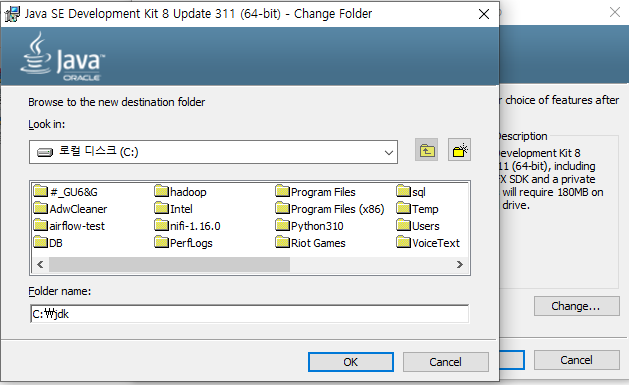 Java SE Development Kit 8 Update 311 (64-bit) - Change Folder
Java
ORACLE
Browse to the new destination folder
Look in:
로컬 디스크 (C:)
#_GU6&G
hadoop
Program Files
sql
AdwCleaner
Intel
Program Files (x86)
Temp
airflow-test
nifi-1.16.0
Python310
Users
DB
PerfLogs
Riot Games
VoiceText
Folder name:
C:₩jdk
OK
Cancel
r choice of features after
Description
evelopment Kit 8
11 (64-bit), including
FX SDK and a private
will require 180MB on
drive.
Change...
Cancel